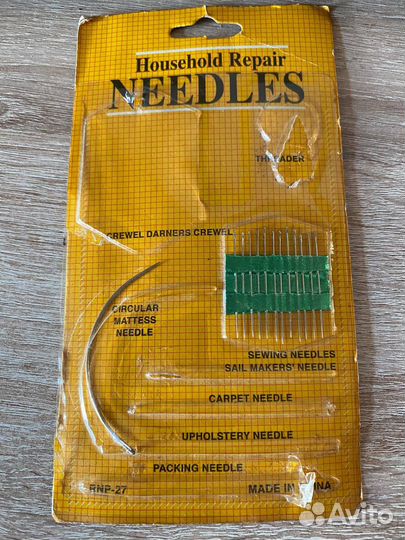 Household Repair
NEEDLES
THREADER
CREWEL DARNERS CREWEL
CIRCULAR
MATTESS
NEEDLE
SEWING NEEDLES
SAIL MAKERS' NEEDLE
CARPET NEEDLE
UPHOLSTERY NEEDLE
PACKING NEEDLE
RNP-27
MADE IN CHINA
Avito